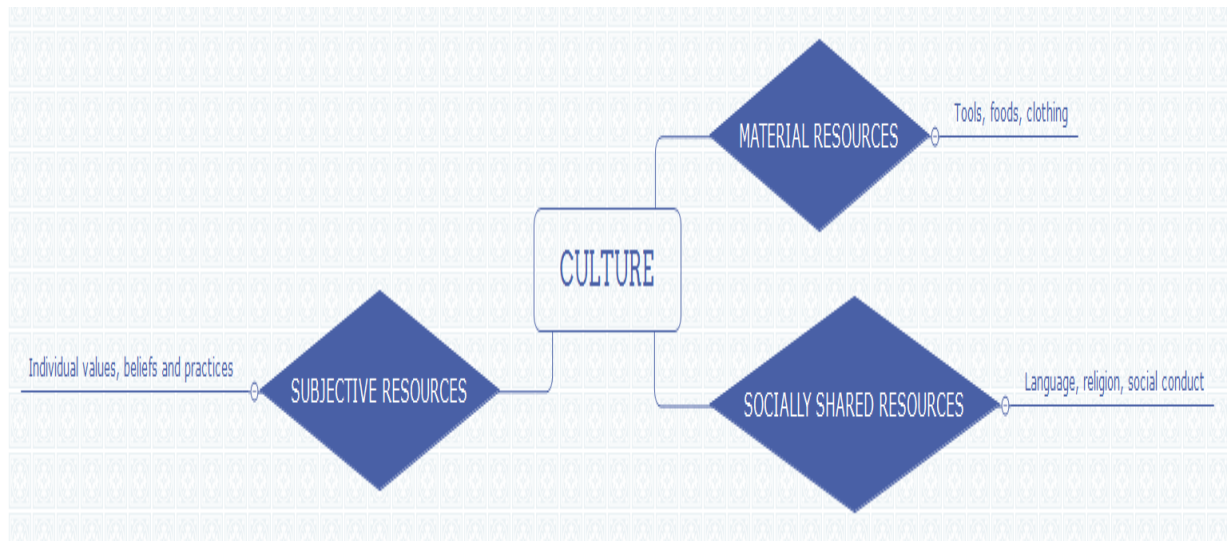 Tools, foods, clothing
MATERIAL RESOURCES
CULTURE
Individual values, beliefs and practices
SUBJECTIVE RESOURCES
Language, religion, social conduct
SOCIALLY SHARED RESOURCES